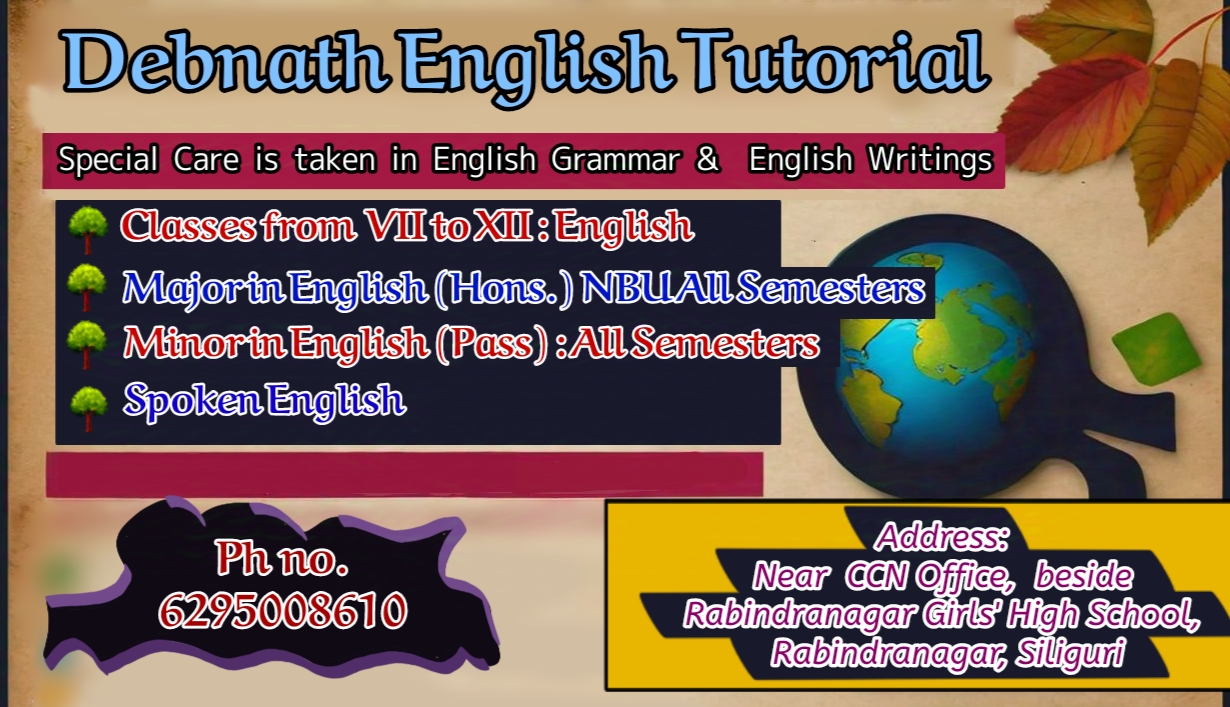 Debnath English Tutorial
Special Care is taken in English Grammar & English Writings
Classes from VII to XII : English
Major in English (Hons.) NBU All Semesters
Minor in English (Pass) : All Semesters
Spoken English
Ph no.
6295008610
Address:
Near CCN Office, beside
Rabindranagar Girls' High School,
Rabindranagar, Siliguri